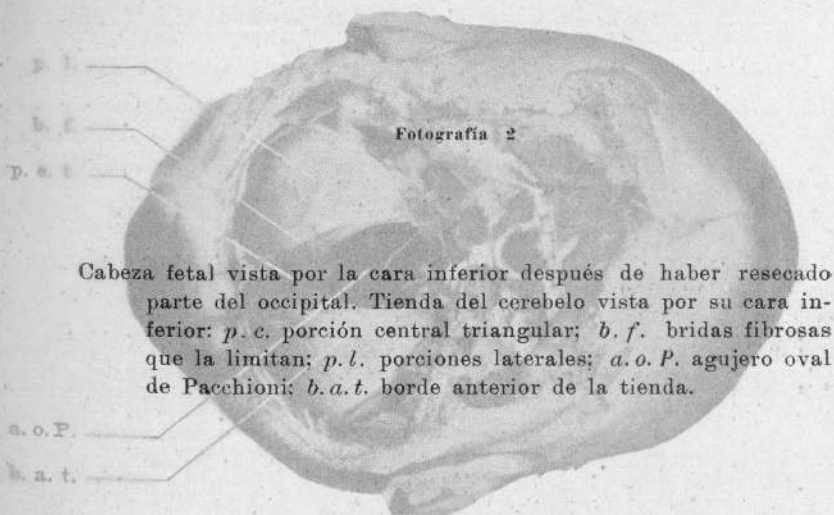 p. l.
b. f.
Fotografía 2
p. c. t.
Cabeza fetal vista por la cara inferior después de haber resecado
parte del occipital. Tienda del cerebelo vista por su cara in-
ferior: p. c. porción central triangular; b. f. bridas fibrosas
que la limitan; p. l. porciones laterales; a. o. P. agujero oval
de Pacchioni; b. a. t. borde anterior de la tienda.
a. o. P.
b. a. t.